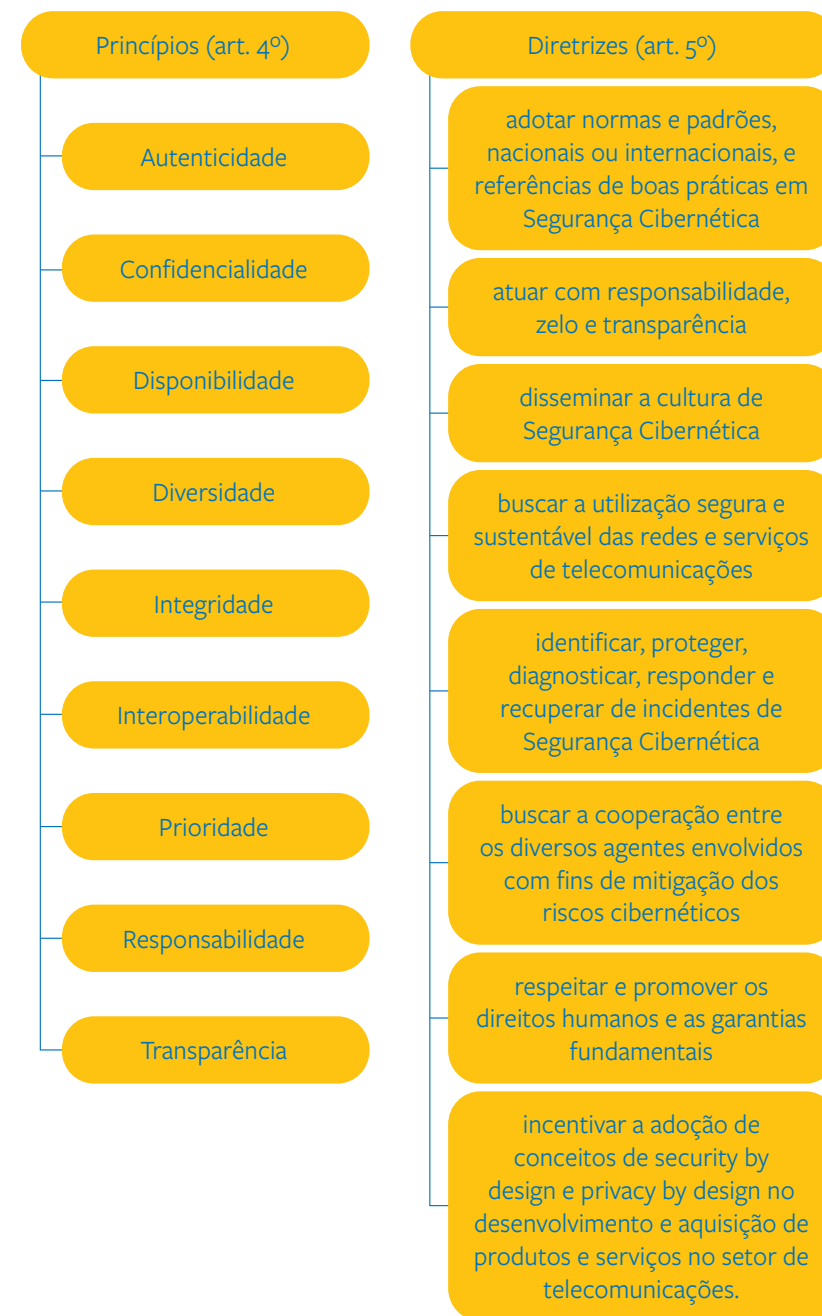 Princípios (art. 4º)
Autenticidade
Confidencialidade
Disponibilidade
Diversidade
Integridade
Interoperabilidade
Prioridade
Responsabilidade
Transparência
Diretrizes (art. 5º)
adotar normas e padrões,
nacionais ou internacionais, e
referências de boas práticas em
Segurança Cibernética
atuar com responsabilidade,
zelo e transparência
disseminar a cultura de
Segurança Cibernética
buscar a utilização segura e
sustentável das redes e serviços
de telecomunicações
identificar, proteger,
diagnosticar, responder e
recuperar de incidentes de
Segurança Cibernética
buscar a cooperação entre
os diversos agentes envolvidos
com fins de mitigação dos
riscos cibernéticos
respeitar e promover os
direitos humanos e as garantias
fundamentais
incentivar a adoção de
conceitos de security by
design e privacy by design no
desenvolvimento e aquisição de
produtos e serviços no setor de
telecomunicações.